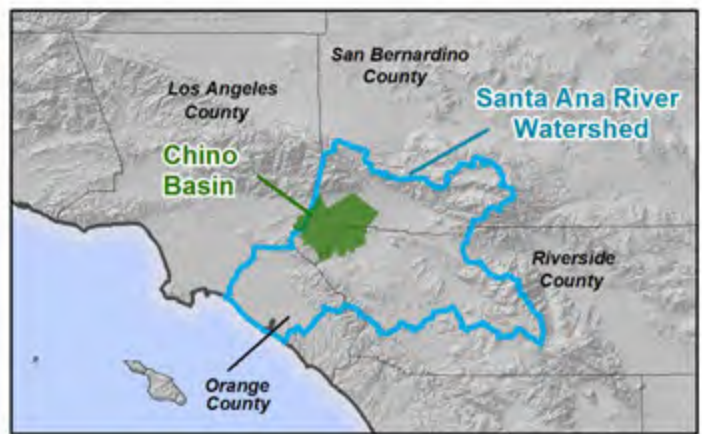 San Bernardino
County
Los Angeles
County
Santa Ana River
Watershed
Chino
Basin
Riverside
County
Orange
County